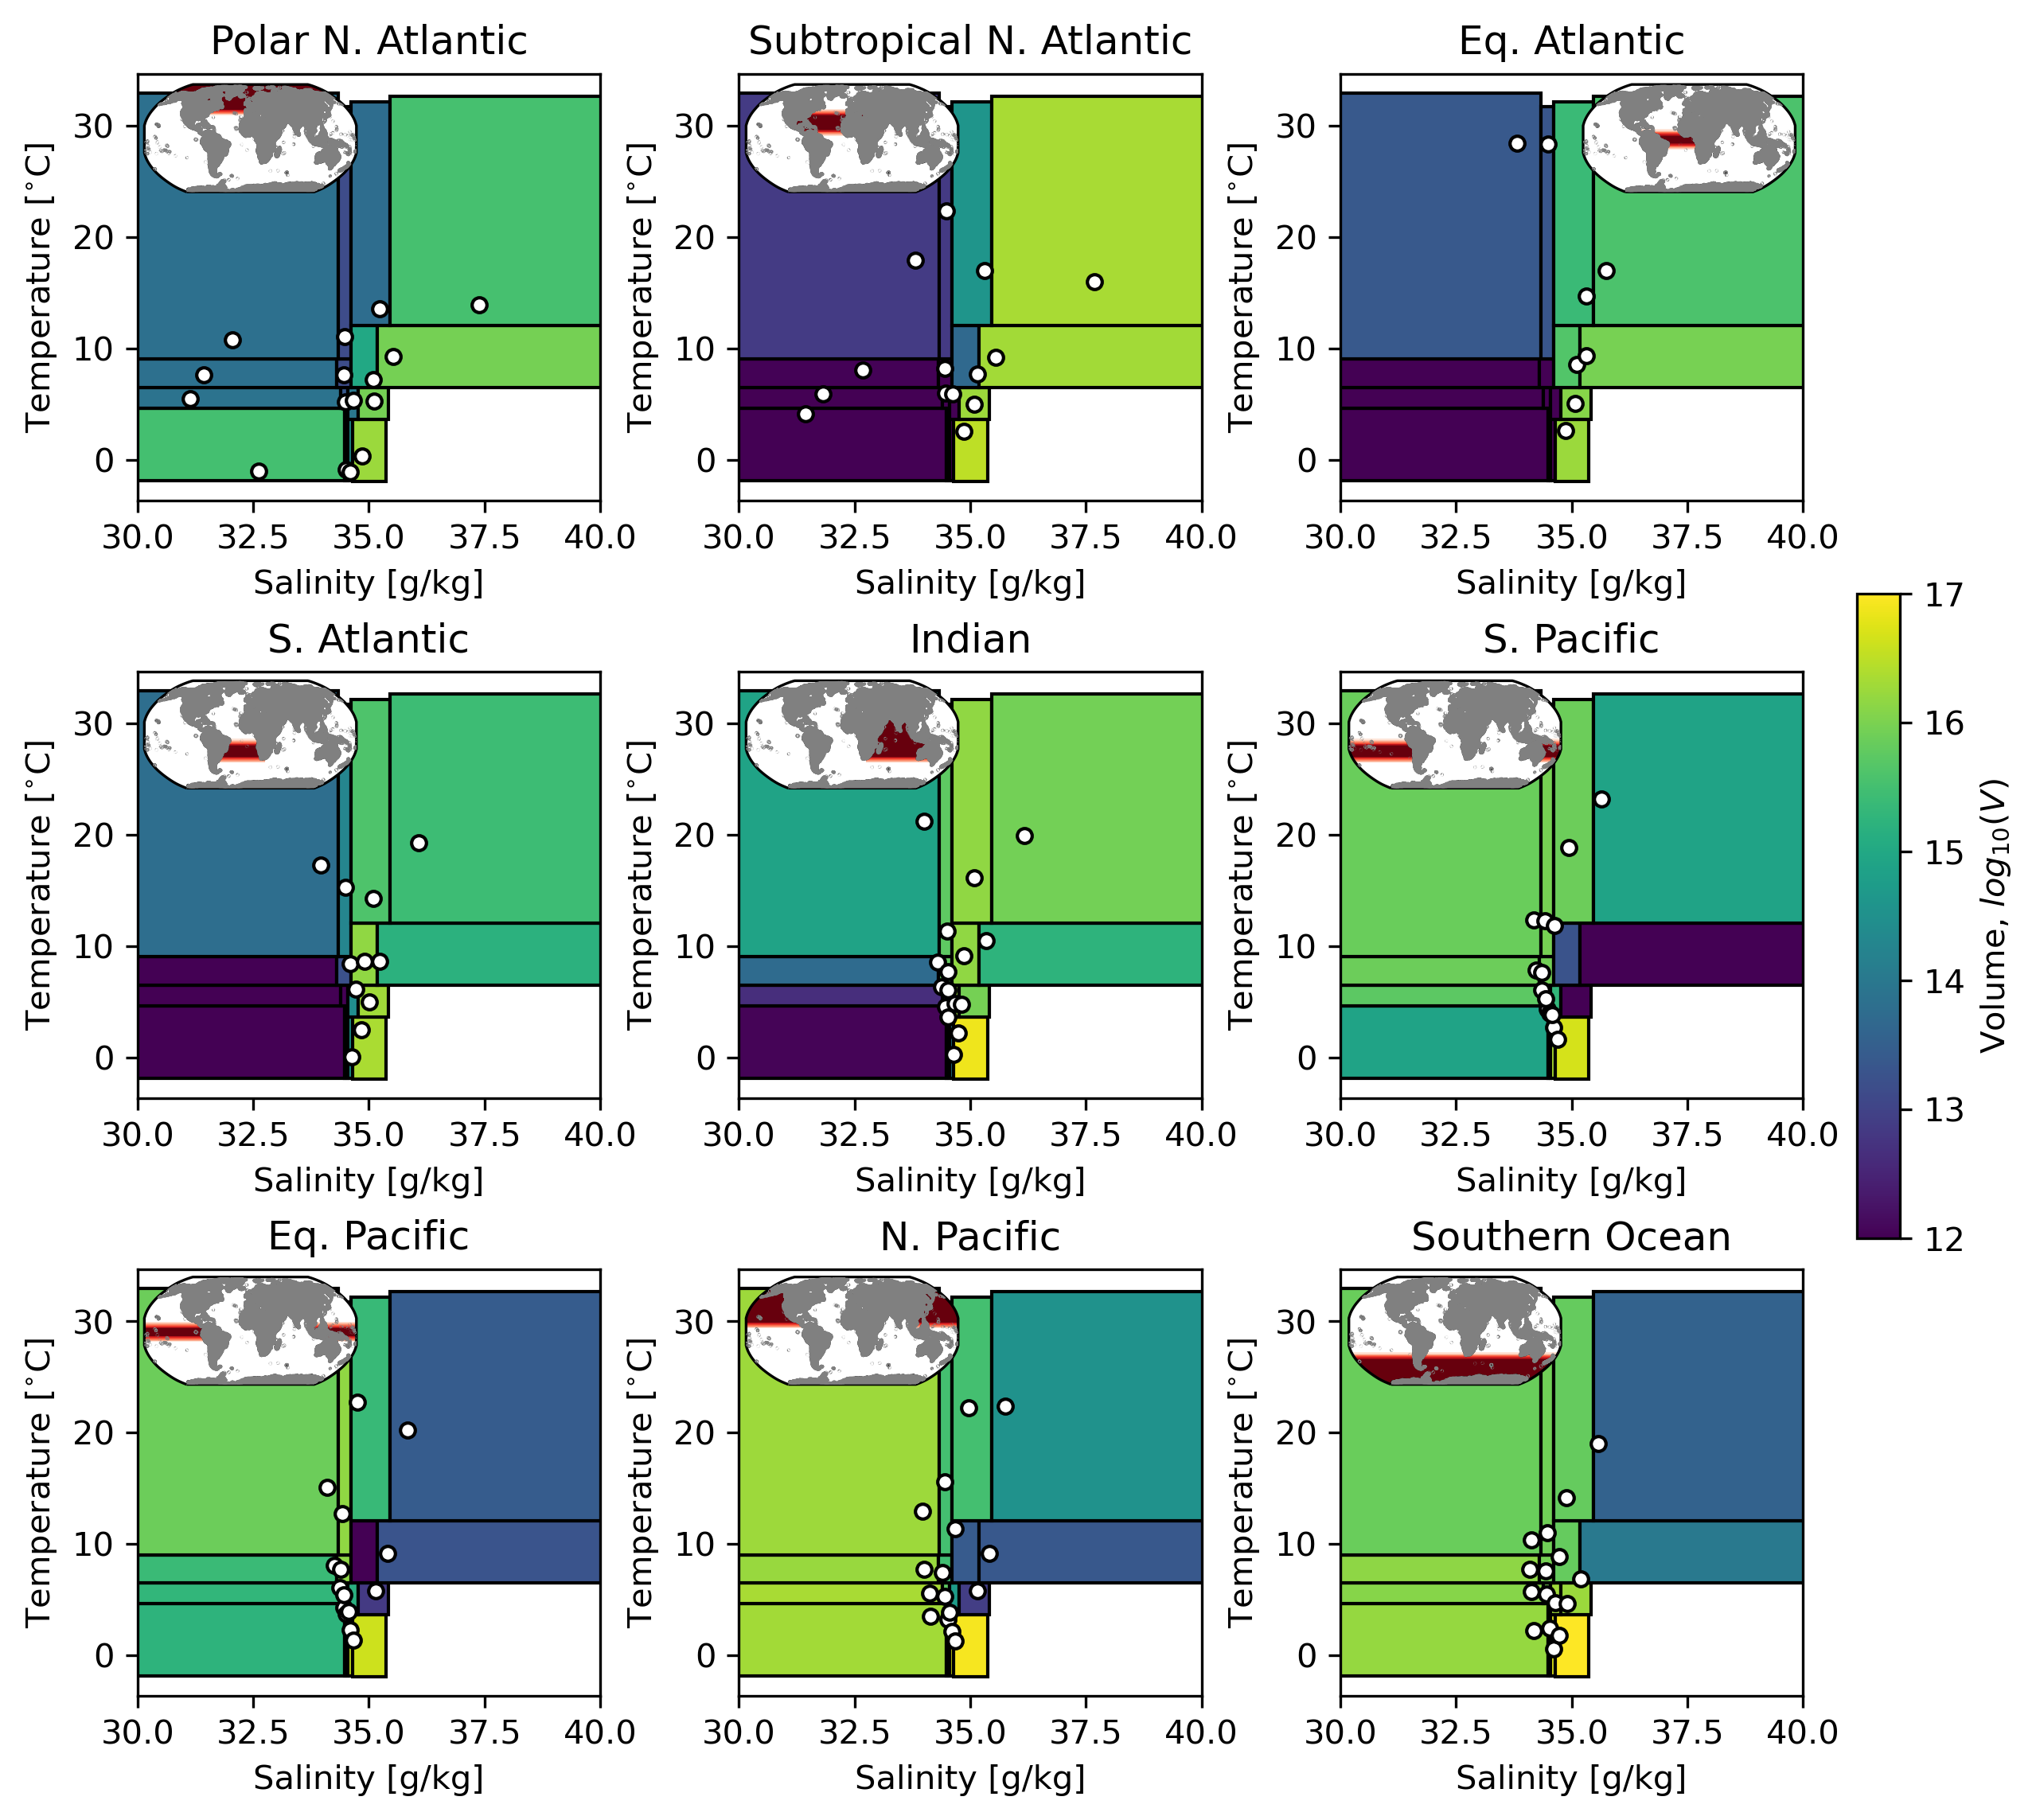 Polar N. Atlantic
Temperature [°C]
30
20
10
0
30.0 32.5 35.0 37.5 40.0
Salinity [g/kg]
Subtropical N. Atlantic
Temperature [°C]
30
20
10
0
30.0 32.5 35.0 37.5 40.0
Salinity [g/kg]
Eq. Atlantic
Temperature [°C]
30
20
10
0
30.0 32.5 35.0 37.5 40.0
Salinity [g/kg]
S. Atlantic
Temperature [°C]
30
20
10
0
30.0 32.5 35.0 37.5 40.0
Salinity [g/kg]
Indian
Temperature [°C]
30
20
10
0
30.0 32.5 35.0 37.5 40.0
Salinity [g/kg]
S. Pacific
Temperature [°C]
30
20
10
0
30.0 32.5 35.0 37.5 40.0
Salinity [g/kg]
17
16
15
14
13
12
Volume, log₁₀(V)
Eq. Pacific
Temperature [°C]
30
20
10
0
30.0 32.5 35.0 37.5 40.0
Salinity [g/kg]
N. Pacific
Temperature [°C]
30
20
10
0
30.0 32.5 35.0 37.5 40.0
Salinity [g/kg]
Southern Ocean
Temperature [°C]
30
20
10
0
30.0 32.5 35.0 37.5 40.0
Salinity [g/kg]